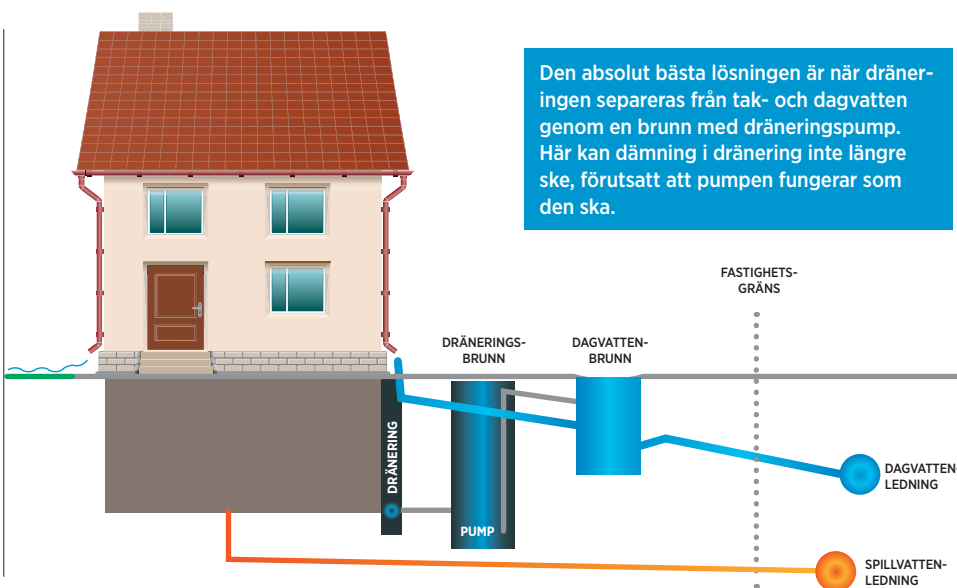 Den absolut bästa lösningen är när dräner-
ingen separeras från tak- och dagvatten
genom en brunn med dräneringspump.
Här kan dämning i dränering inte längre
ske, förutsatt att pumpen fungerar som
den ska.
FASTIGHETS-
GRÄNS
DRÄNERINGS-
BRUNN
DAGVATTEN-
BRUNN
DRÄNERING
PUMP
DAGVATTEN-
LEDNING
SPILLVATTEN-
LEDNING